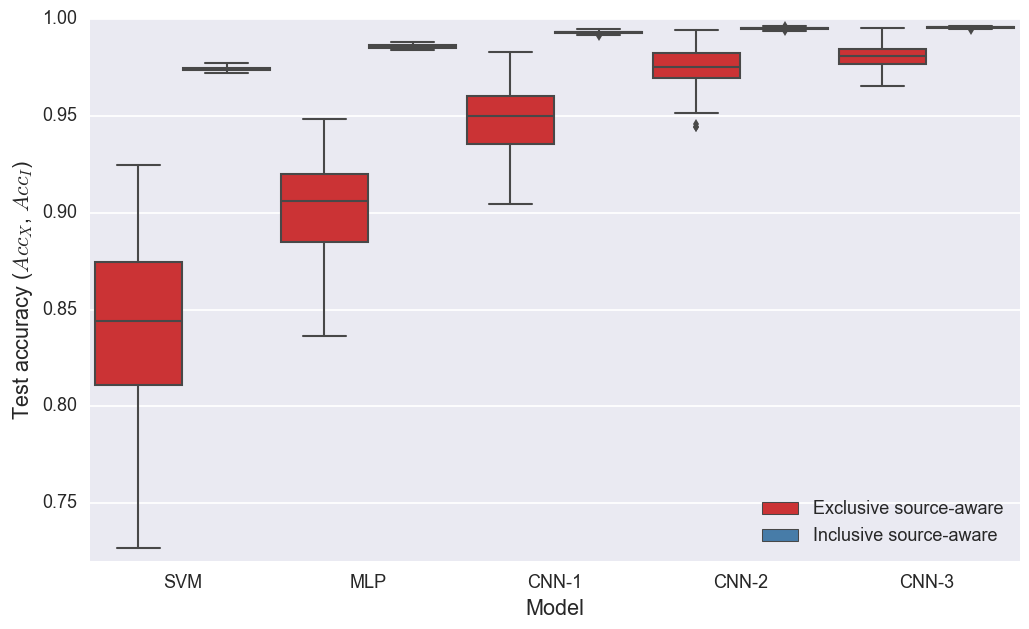 1.00
0.95
0.90
0.85
0.80
0.75
Test accuracy (Acc_X, Acc_I)
SVM
MLP
CNN-1
CNN-2
CNN-3
Model
Exclusive source-aware
Inclusive source-aware